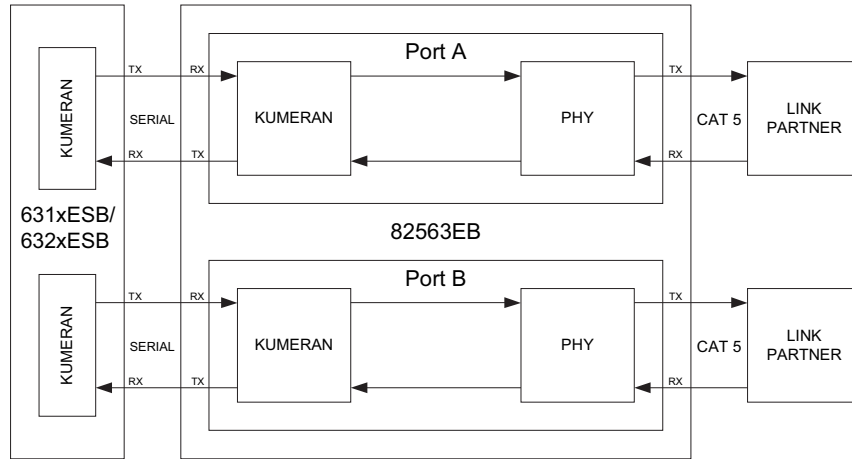 Port A
TX
RX
TX
KUMERAN
SERIAL
KUMERAN
PHY
CAT 5
LINK
PARTNER
RX
TX
RX
631xESB/
632xESB
82563EB
Port B
TX
RX
TX
KUMERAN
SERIAL
KUMERAN
PHY
CAT 5
LINK
PARTNER
RX
TX
RX